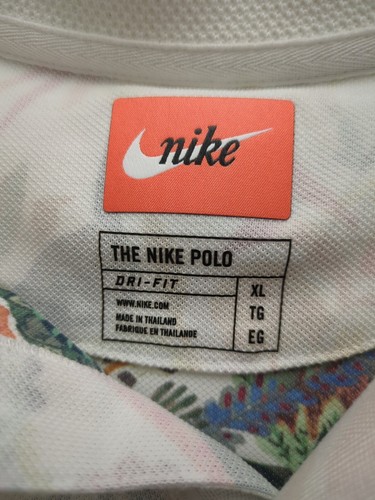 nike
THE NIKE POLO
DRI-FIT
XL
WWW.NIKE.COM
TG
MADE IN THAILAND
FABRIQUE EN THAILANDE
EG